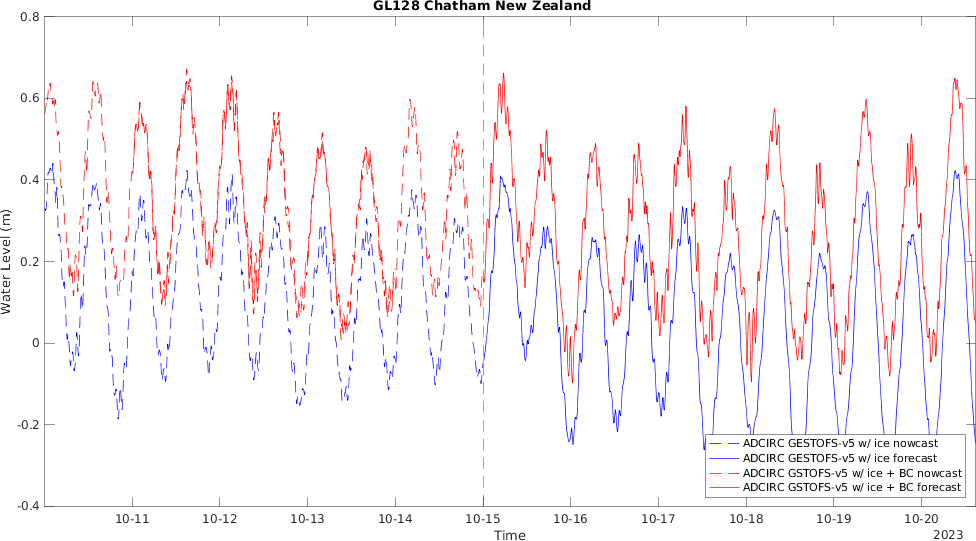 GL128 Chatham New Zealand
0.8
0.6
0.4
0.2
0
-0.2
-0.4
Water Level (m)
ADCIRC GESTOFS-v5 w/ ice nowcast
ADCIRC GESTOFS-v5 w/ ice forecast
ADCIRC GSTOFS-v5 w/ ice + BC nowcast
ADCIRC GSTOFS-v5 w/ ice + BC forecast
10-11 10-12 10-13 10-14 10-15 10-16 10-17 10-18 10-19 10-20
Time
2023